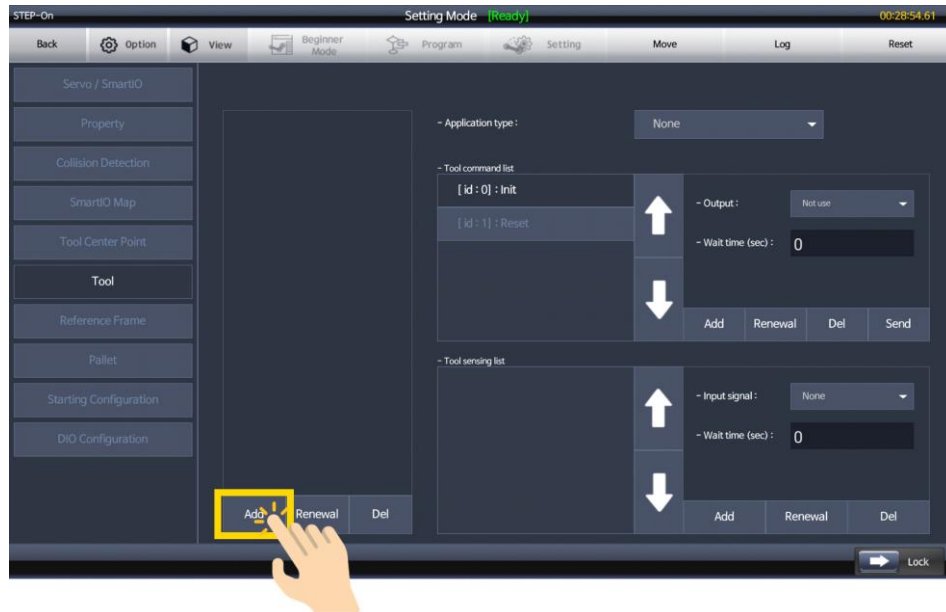 STEP-On Setting Mode [Ready] 00:28:54.61
Back Option View Beginner Mode Program Setting Move Log Reset
Servo / SmartIO
Property
Collision Detection
SmartIO Map
Tool Center Point
Tool
Reference Frame
Pallet
Starting Configuration
DIO Configuration
Add Renewal Del
- Application type : None
- Tool command list
[ id : 0] : Init
[ id : 1] : Reset
- Output : Not use
- Wait time (sec) : 0
Add Renewal Del Send
- Tool sensing list
- Input signal : None
- Wait time (sec) : 0
Add Renewal Del
Lock